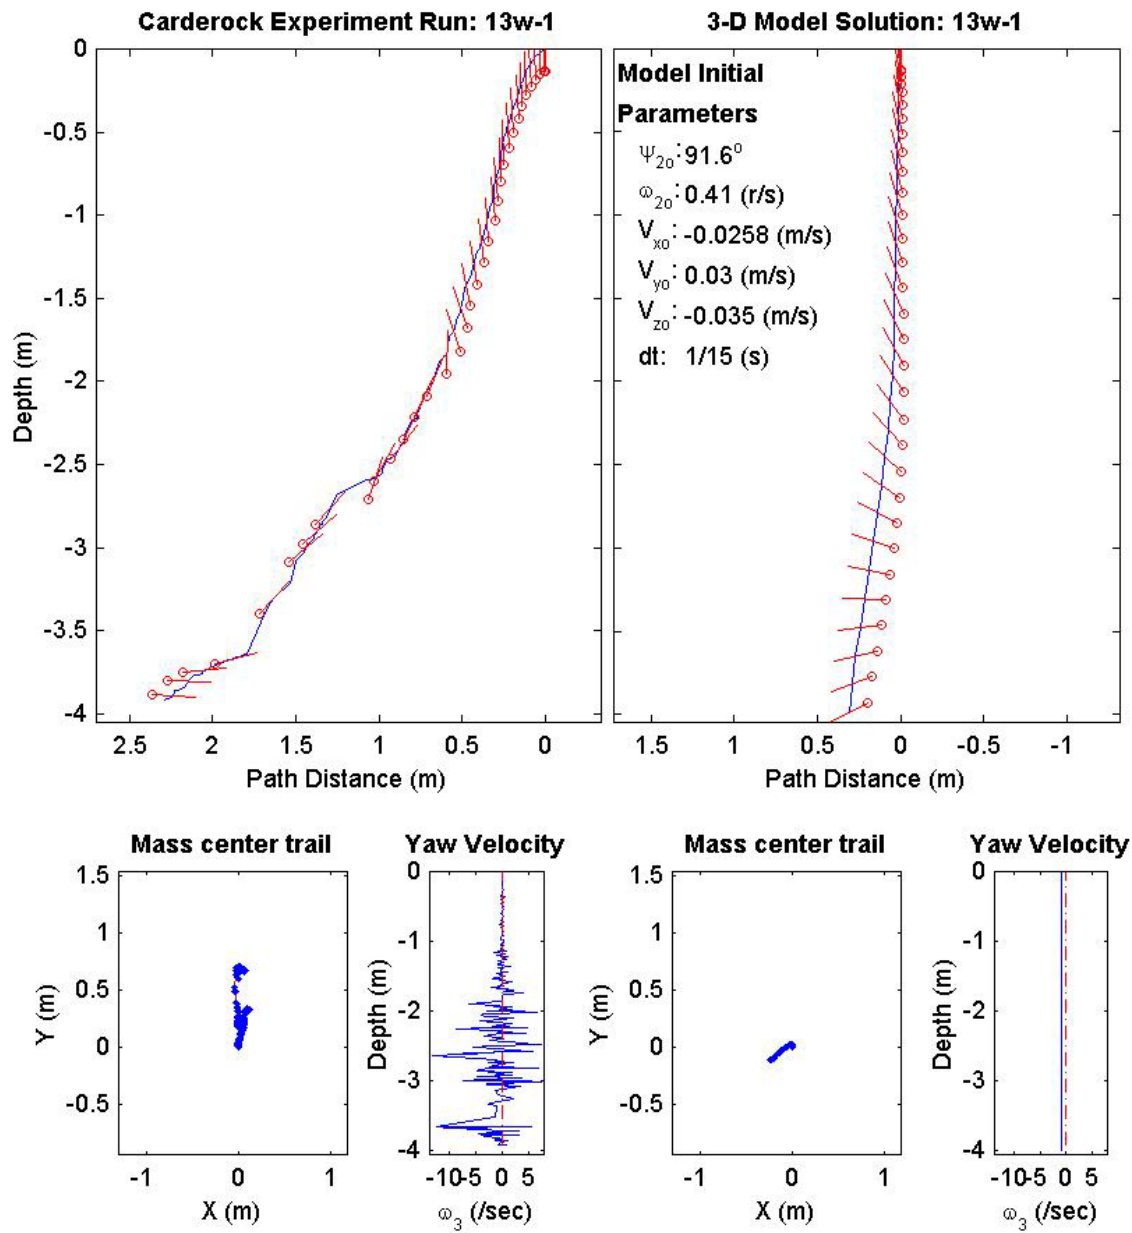 Carderock Experiment Run: 13w-1
0
-0.5
-1
-1.5
-2
-2.5
-3
-3.5
-4
Depth (m)
2.5 2 1.5 1 0.5 0
Path Distance (m)
3-D Model Solution: 13w-1
Model Initial
Parameters
Ψ2o: 91.6°
ω2o: 0.41 (r/s)
Vxo: -0.0258 (m/s)
Vyo: 0.03 (m/s)
Vzo: -0.035 (m/s)
dt: 1/15 (s)
1.5 1 0.5 0 -0.5 -1
Path Distance (m)
Mass center trail
1.5
1
0.5
0
-0.5
Y (m)
-1 0 1
X (m)
Yaw Velocity
0
-1
-2
-3
-4
Depth (m)
-10 -5 0 5
ω3 (/sec)
Mass center trail
1.5
1
0.5
0
-0.5
Y (m)
-1 0 1
X (m)
Yaw Velocity
0
-1
-2
-3
-4
Depth (m)
-10 -5 0 5
ω3 (/sec)